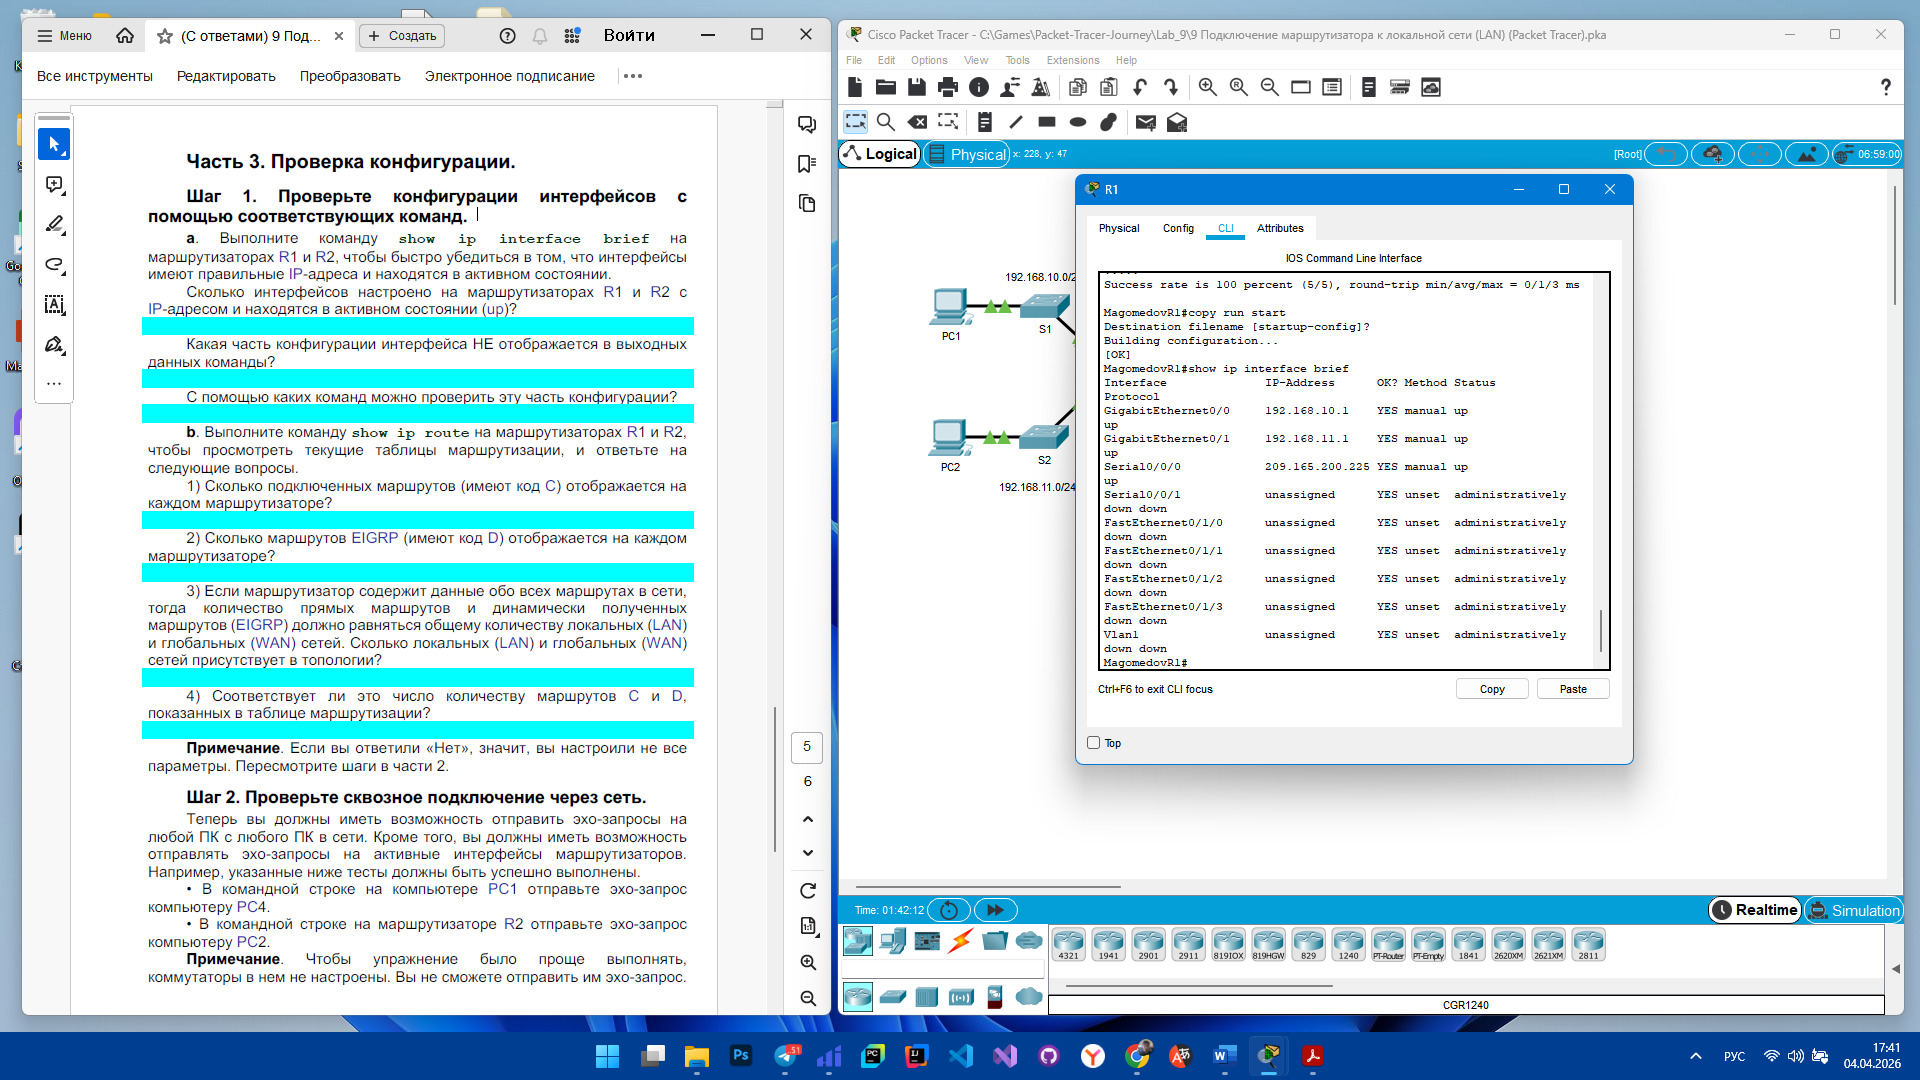 Меню
(С ответами) 9 Под...
Создать
Войти
Все инструменты
Редактировать
Преобразовать
Электронное подписание
Часть 3. Проверка конфигурации.
Шаг 1. Проверьте конфигурации интерфейсов с
помощью соответствующих команд.
a. Выполните команду show ip interface brief на
маршрутизаторах R1 и R2, чтобы быстро убедиться в том, что интерфейсы
имеют правильные IP-адреса и находятся в активном состоянии.
Сколько интерфейсов настроено на маршрутизаторах R1 и R2 с
IP-адресом и находятся в активном состоянии (up)?
Какая часть конфигурации интерфейса НЕ отображается в выходных
данных команды?
С помощью каких команд можно проверить эту часть конфигурации?
b. Выполните команду show ip route на маршрутизаторах R1 и R2,
чтобы просмотреть текущие таблицы маршрутизации, и ответьте на
следующие вопросы.
1) Сколько подключенных маршрутов (имеют код C) отображается на
каждом маршрутизаторе?
2) Сколько маршрутов EIGRP (имеют код D) отображается на каждом
маршрутизаторе?
3) Если маршрутизатор содержит данные обо всех маршрутах в сети,
тогда количество прямых маршрутов и динамически полученных
маршрутов (EIGRP) должно равняться общему количеству локальных (LAN)
и глобальных (WAN) сетей. Сколько локальных (LAN) и глобальных (WAN)
сетей присутствует в топологии?
4) Соответствует ли это число количеству маршрутов C и D,
показанных в таблице маршрутизации?
Примечание. Если вы ответили «Нет», значит, вы настроили не все
параметры. Пересмотрите шаги в части 2.
Шаг 2. Проверьте сквозное подключение через сеть.
Теперь вы должны иметь возможность отправить эхо-запросы на
любой ПК с любого ПК в сети. Кроме того, вы должны иметь возможность
отправлять эхо-запросы на активные интерфейсы маршрутизаторов.
Например, указанные ниже тесты должны быть успешно выполнены.
• В командной строке на компьютере PC1 отправьте эхо-запрос
компьютеру PC4.
• В командной строке на маршрутизаторе R2 отправьте эхо-запрос
компьютеру PC2.
Примечание. Чтобы упражнение было проще выполнять,
коммутаторы в нем не настроены. Вы не сможете отправить им эхо-запрос.
5
6
Cisco Packet Tracer - C:\Games\Packet-Tracer-Journey\Lab_9\9 Подключение маршрутизатора к локальной сети (LAN) (Packet Tracer).pka
File Edit Options View Tools Extensions Help
Logical
Physical
x: 228, y: 47
[Root]
06:59:00
192.168.10.0/2
PC1
S1
PC2
S2
192.168.11.0/24
R1
Physical
Config
CLI
Attributes
IOS Command Line Interface
Success rate is 100 percent (5/5), round-trip min/avg/max = 0/1/3 ms
MagomedovR1#copy run start
Destination filename [startup-config]?
Building configuration...
[OK]
MagomedovR1#show ip interface brief
Interface IP-Address OK? Method Status
Protocol
GigabitEthernet0/0 192.168.10.1 YES manual up
up
GigabitEthernet0/1 192.168.11.1 YES manual up
up
Serial0/0/0 209.165.200.225 YES manual up
up
Serial0/0/1 unassigned YES unset administratively
down down
FastEthernet0/1/0 unassigned YES unset administratively
down down
FastEthernet0/1/1 unassigned YES unset administratively
down down
FastEthernet0/1/2 unassigned YES unset administratively
down down
FastEthernet0/1/3 unassigned YES unset administratively
down down
Vlan1 unassigned YES unset administratively
down down
MagomedovR1#
Ctrl+F6 to exit CLI focus
Copy
Paste
Top
Time: 01:42:12
Realtime
Simulation
4321 1941 2901 2911 819IOX 819HGW 829 1240 PT-Router PT-Empty 1841 2620XM 2621XM 2811
CGR1240
РУС
17:41
04.04.2026